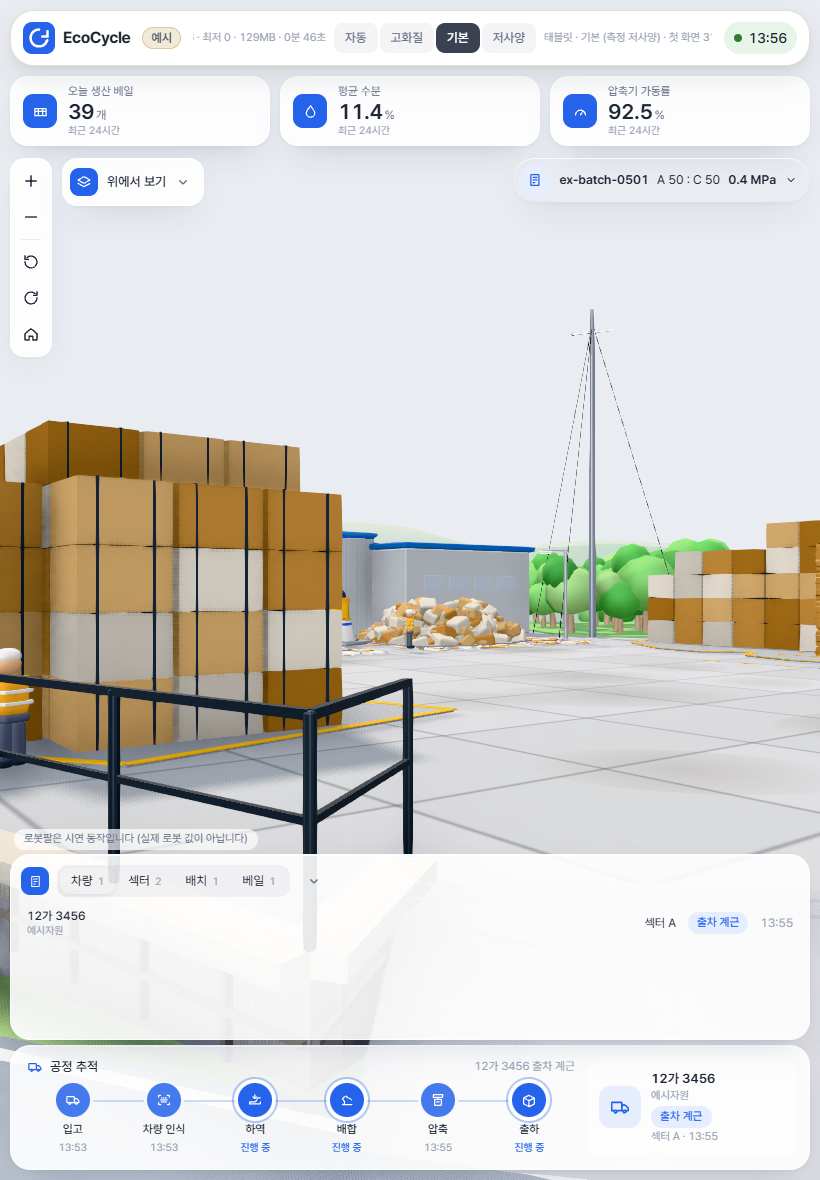 EcoCycle
예시
· 최저 0 · 129MB · 0분 46초
자동
고화질
기본
저사양
태블릿 · 기본 (측정 저사양) · 첫 화면
13:56
오늘 생산 베일
39개
최근 24시간
평균 수분
11.4%
최근 24시간
압축기 가동률
92.5%
최근 24시간
위에서 보기
ex-batch-0501 A 50 : C 50 0.4 MPa
로봇팔은 시연 동작입니다 (실제 로봇 값이 아닙니다)
차량 1
섹터 2
배치 1
베일 1
12가 3456
예시자원
섹터 A
출차 계근
13:55
공정 추적
12가 3456 출차 계근
입고
13:53
차량 인식
13:53
하역
진행 중
배합
진행 중
압축
13:55
출하
진행 중
12가 3456
예시자원
출차 계근
섹터 A · 13:55